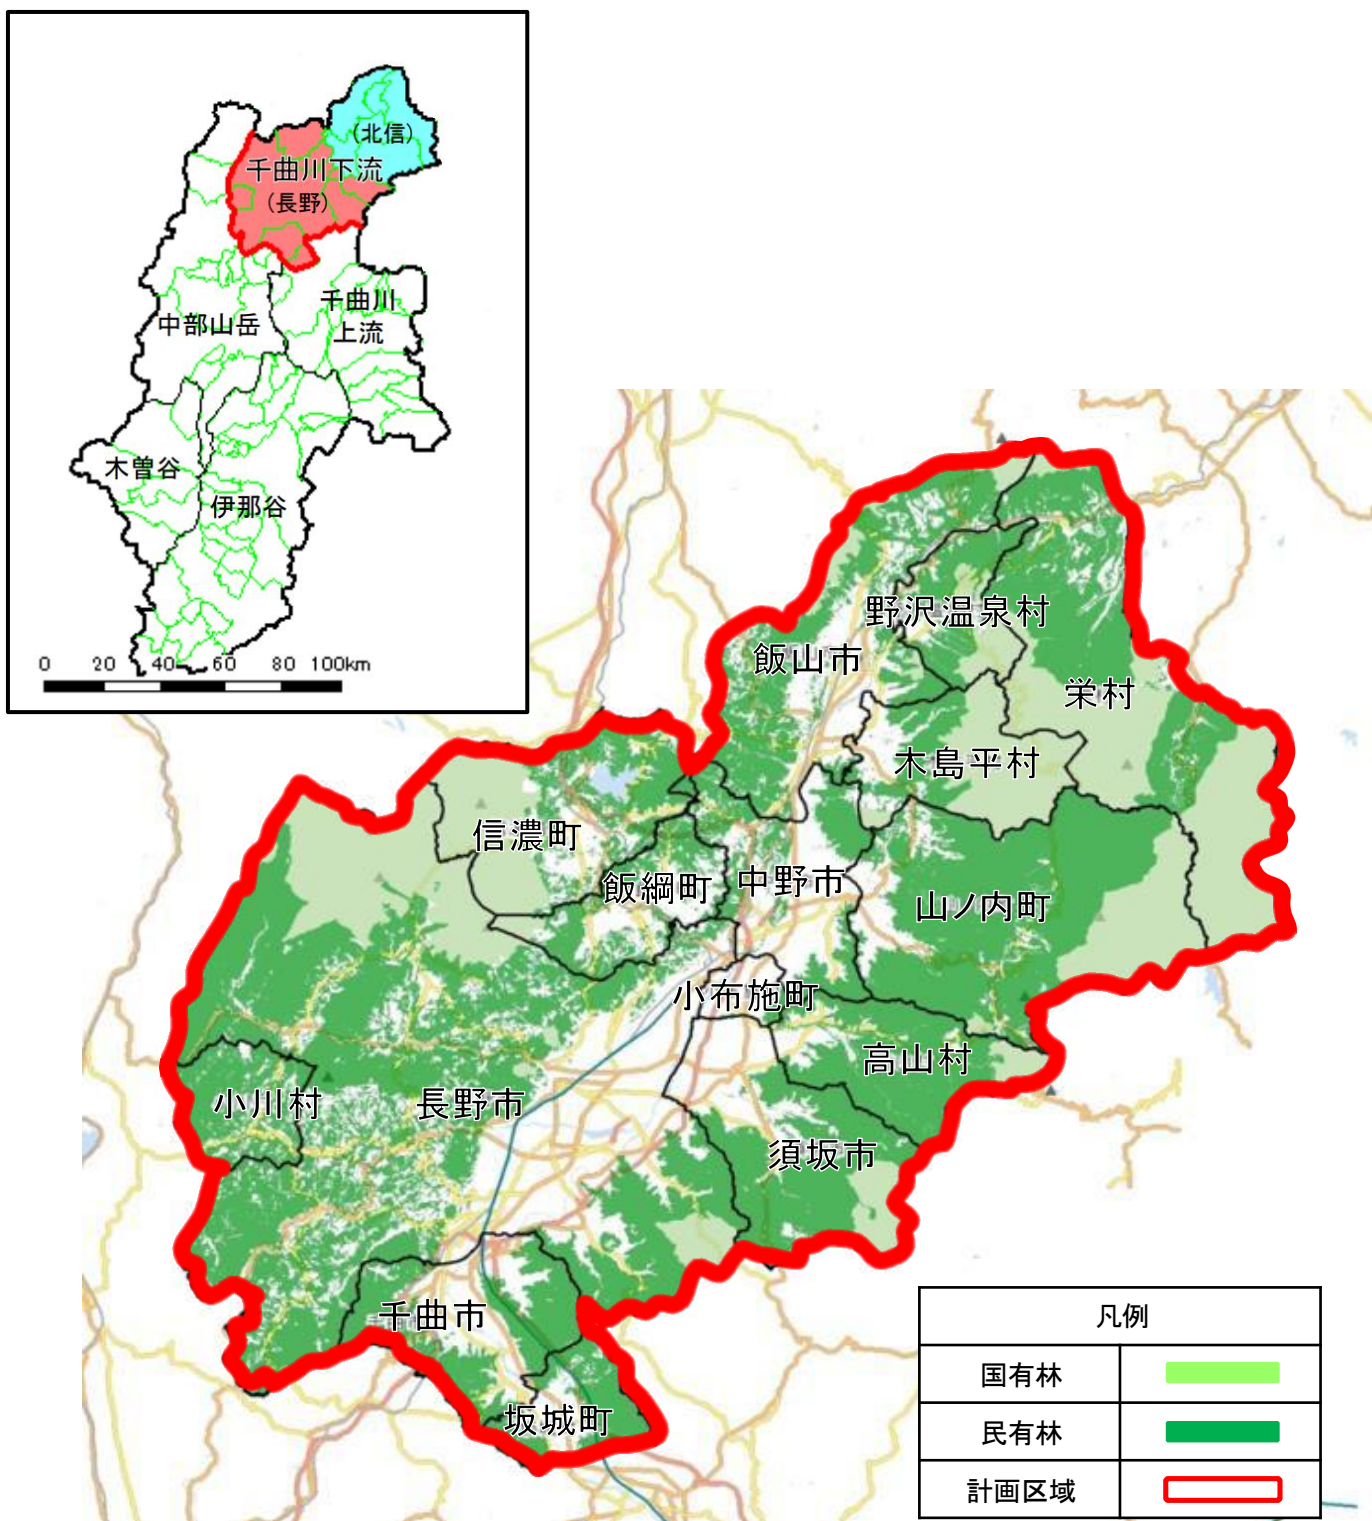 (北信)
千曲川下流
(長野)
千曲川
上流
中部山岳
木曽谷
伊那谷
0 20 40 60 80 100km
野沢温泉村
飯山市
栄村
木島平村
信濃町
飯綱町
中野市
山ノ内町
小布施町
高山村
小川村
長野市
須坂市
千曲市
坂城町
凡例
国有林
民有林
計画区域